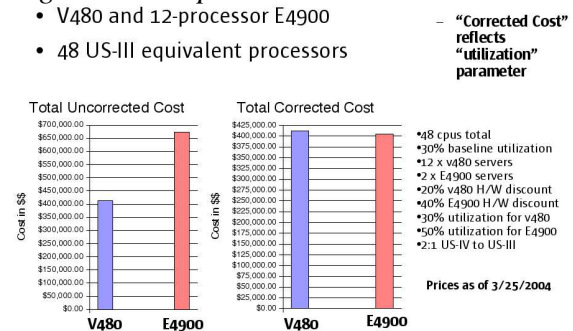 • V480 and 12-processor E4900
• 48 US-III equivalent processors
– "Corrected Cost"
reflects
"utilization"
parameter
Total Uncorrected Cost
$700,000.00
$650,000.00
$600,000.00
$550,000.00
$500,000.00
$450,000.00
$400,000.00
$350,000.00
$300,000.00
$250,000.00
$200,000.00
$150,000.00
$100,000.00
$50,000.00
$0.00
Cost in $$
V480 E4900
Total Corrected Cost
$425,000.00
$400,000.00
$375,000.00
$350,000.00
$325,000.00
$300,000.00
$275,000.00
$250,000.00
$225,000.00
$200,000.00
$175,000.00
$150,000.00
$125,000.00
$100,000.00
$75,000.00
$50,000.00
$25,000.00
$0.00
Cost in $$
V480 E4900
•48 cpus total
•30% baseline utilization
•12 x v480 servers
•2 x E4900 servers
•20% v480 H/W discount
•40% E4900 H/W discount
•30% utilization for v480
•50% utilization for E4900
•2:1 US-IV to US-III
Prices as of 3/25/2004